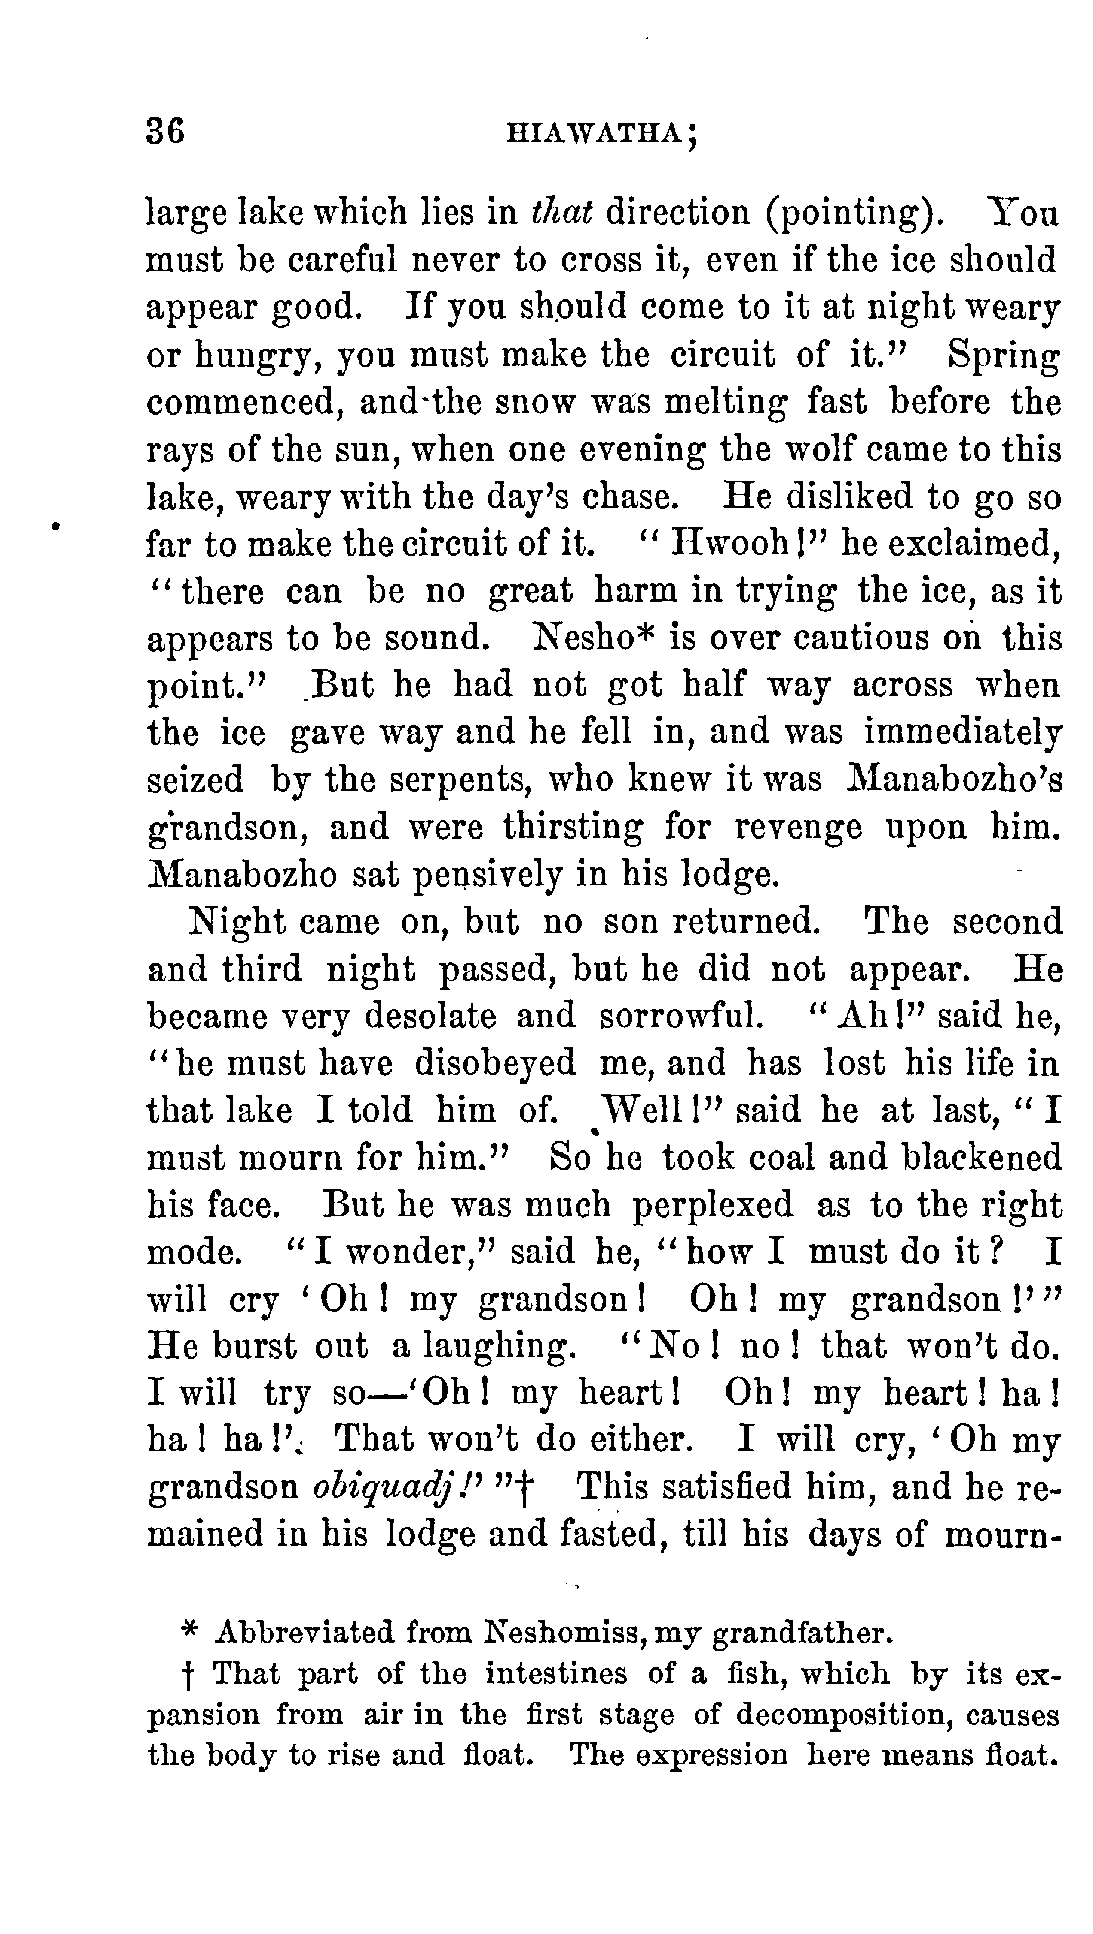 36 HIAWATHA;
large lake which lies in that direction (pointing). You
must be careful never to cross it, even if the ice should
appear good. If you should come to it at night weary
or hungry, you must make the circuit of it." Spring
commenced, and the snow was melting fast before the
rays of the sun, when one evening the wolf came to this
lake, weary with the day's chase. He disliked to go so
far to make the circuit of it. "Hwooh!" he exclaimed,
"there can be no great harm in trying the ice, as it
appears to be sound. Nesho* is over cautious on this
point." But he had not got half way across when
the ice gave way and he fell in, and was immediately
seized by the serpents, who knew it was Manabozho's
grandson, and were thirsting for revenge upon him.
Manabozho sat pensively in his lodge.
Night came on, but no son returned. The second
and third night passed, but he did not appear. He
became very desolate and sorrowful. "Ah!" said he,
"he must have disobeyed me, and has lost his life in
that lake I told him of. Well!" said he at last, "I
must mourn for him." So he took coal and blackened
his face. But he was much perplexed as to the right
mode. "I wonder," said he, "how I must do it? I
will cry 'Oh! my grandson! Oh! my grandson!'"
He burst out a laughing. "No! no! that won't do.
I will try so—'Oh! my heart! Oh! my heart! ha!
ha! ha!'. That won't do either. I will cry, 'Oh my
grandson obiquadj!'"† This satisfied him, and he re-
mained in his lodge and fasted, till his days of mourn-
* Abbreviated from Neshomiss, my grandfather.
† That part of the intestines of a fish, which by its ex-
pansion from air in the first stage of decomposition, causes
the body to rise and float. The expression here means float.